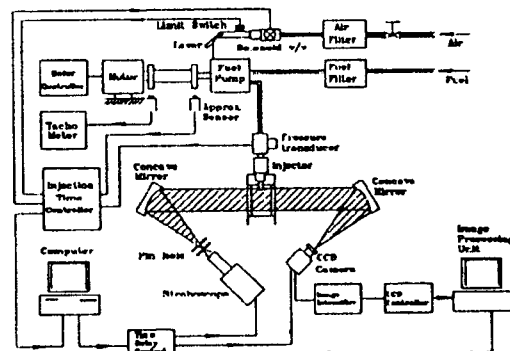 Limit Switch
Lever
Solenoid v/v
Air
Filter
Air
Motor
Controller
Motor
Fuel
Pump
Fuel
Filter
Fuel
Tacho
Meter
Approx.
Sensor
Pressure
transducer
Injector
Concave
Mirror
Concave
Mirror
Injection
Time
Controller
Image
Processing
Unit
Computer
Pin hole
CCD
Camera
Stroboscope
Image
CCD
Controller
Time
Delay